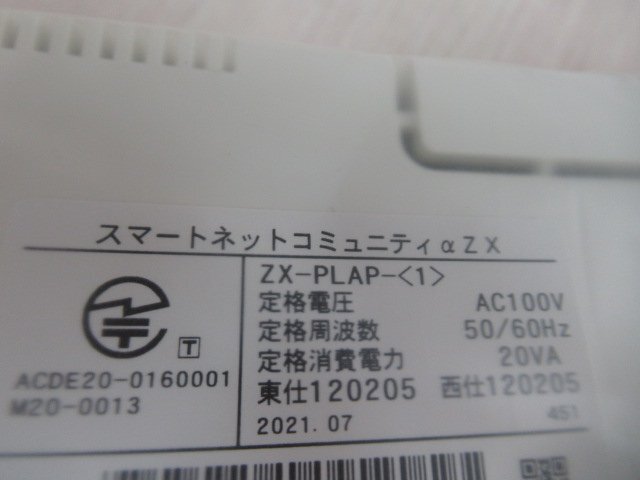 スマートネットコミュニティαZX
ZX-PLAP-<1>
定格電圧 AC100V
定格周波数 50/60Hz
定格消費電力 20VA
東仕120205 西仕120205
2021.07 451
T
ACDE20-0160001
M20-0013